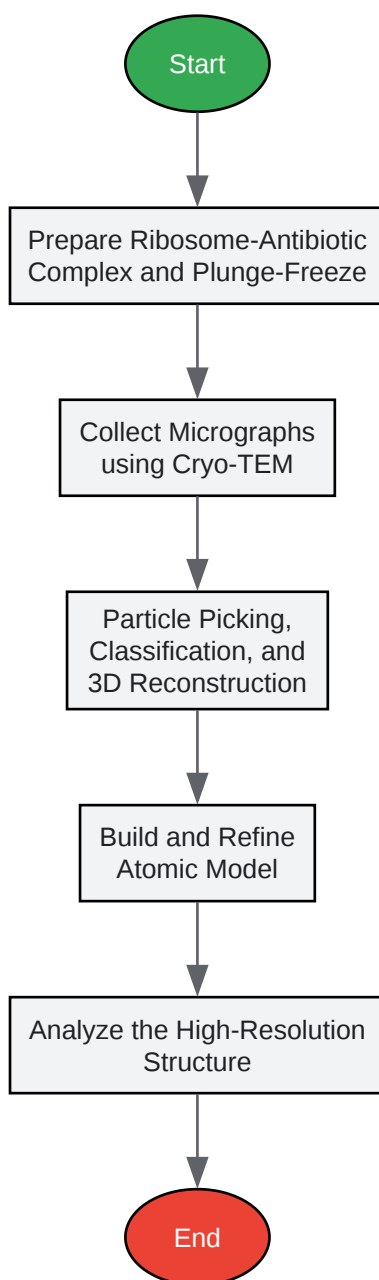 Start
Prepare Ribosome-Antibiotic
Complex and Plunge-Freeze
Collect Micrographs
using Cryo-TEM
Particle Picking,
Classification, and
3D Reconstruction
Build and Refine
Atomic Model
Analyze the High-Resolution
Structure
End